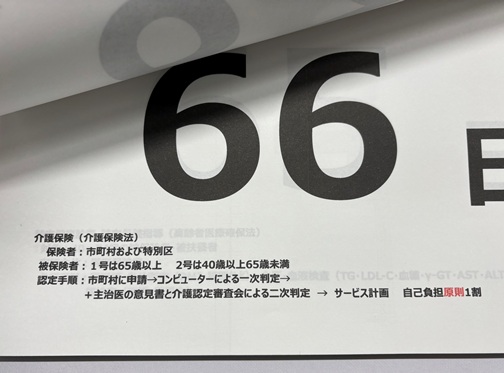 66日
介護保険（介護保険法）
保険者：市町村および特別区
被保険者：1号は65歳以上　2号は40歳以上65歳未満
認定手順：市町村に申請→コンピューターによる一次判定→
＋主治医の意見書と介護認定審査会による二次判定　→　サービス計画　自己負担原則1割